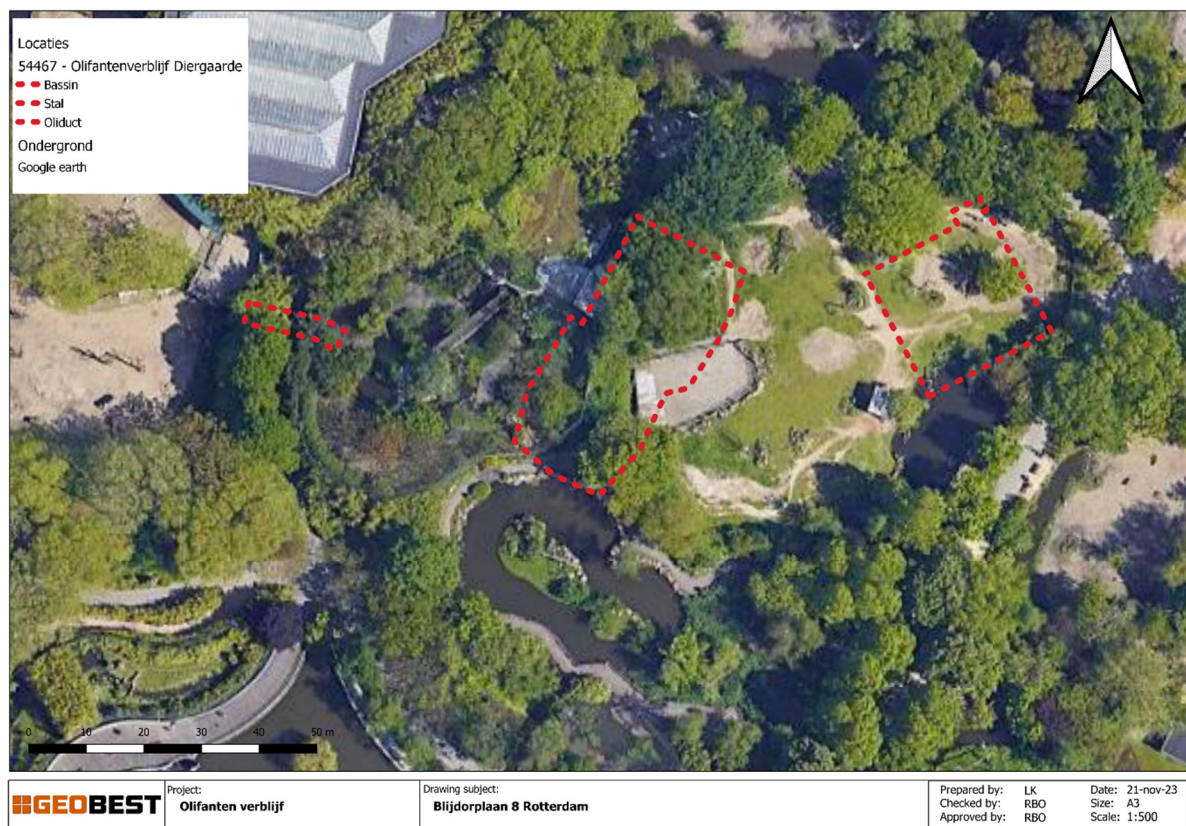 Locaties
54467 - Olifantenverblijf Diergaarde
Bassin
Stal
Oliduct
Ondergrond
Google earth
0 10 20 30 40 50 m
GEOBEST
Project:
Olifanten verblijf
Drawing subject:
Blijdorplaan 8 Rotterdam
Prepared by: LK Date: 21-nov-23
Checked by: RBO Size: A3
Approved by: RBO Scale: 1:500